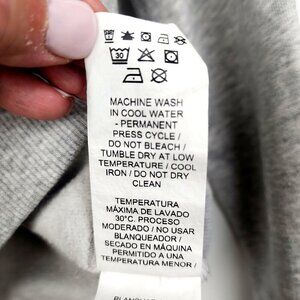 30
MACHINE WASH
IN COOL WATER
- PERMANENT
PRESS CYCLE /
DO NOT BLEACH /
TUMBLE DRY AT LOW
TEMPERATURE / COOL
IRON / DO NOT DRY
CLEAN
TEMPERATURA
MÁXIMA DE LAVADO
30°C. PROCESO
MODERADO / NO USAR
BLANQUEADOR /
SECADO EN MÁQUINA
PERMITIDO A UNA
TEMPERATURA MENOR /